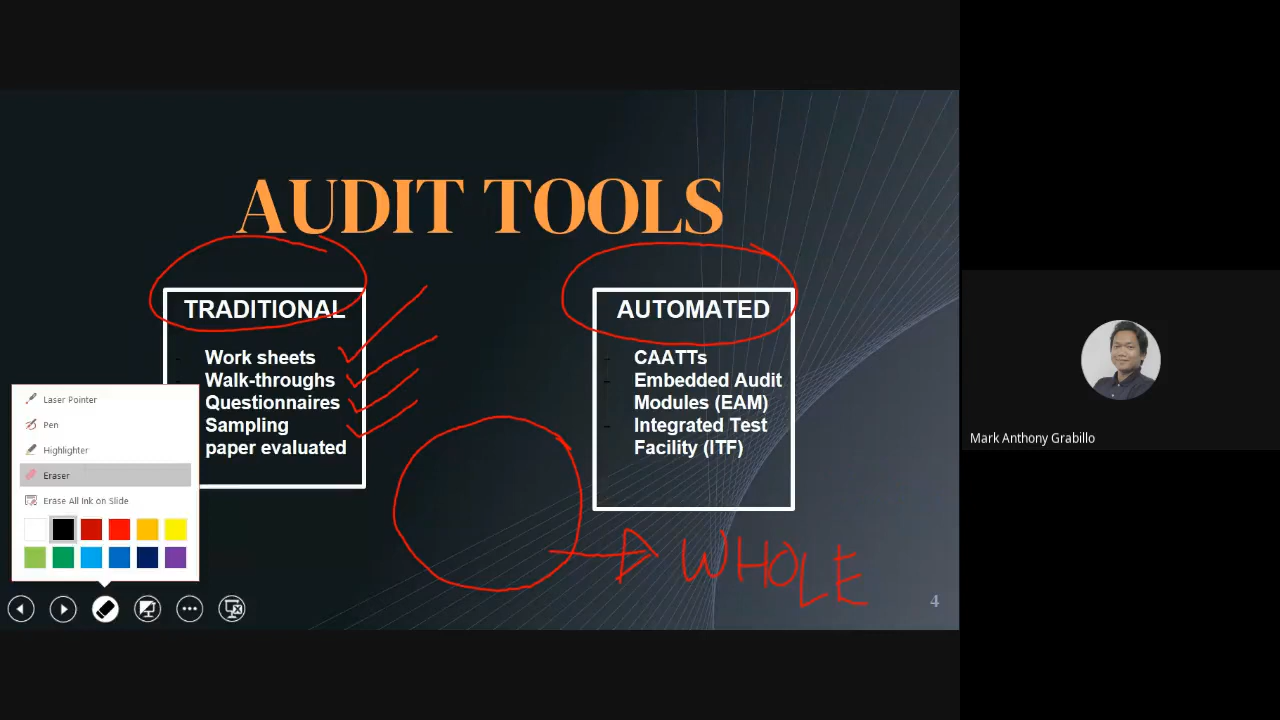 AUDIT TOOLS
TRADITIONAL
Work sheets
Walk-throughs
Questionnaires
Sampling
paper evaluated
AUTOMATED
CAATTs
Embedded Audit
Modules (EAM)
Integrated Test
Facility (ITF)
WHOLE
4
Laser Pointer
Pen
Highlighter
Eraser
Erase All Ink on Slide
Mark Anthony Grabillo